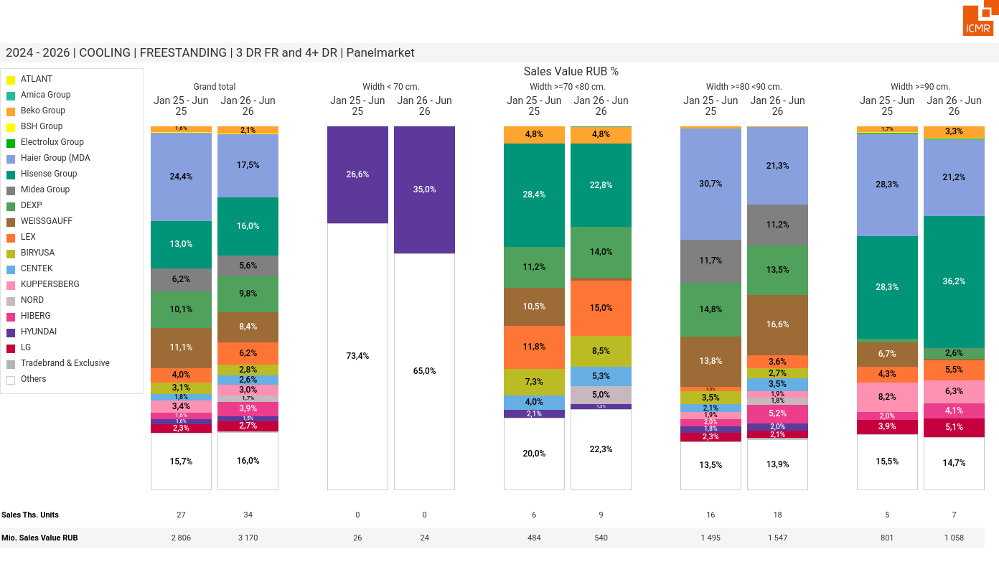 ICMR
2024 - 2026 | COOLING | FREESTANDING | 3 DR FR and 4+ DR | Panelmarket
ATLANT
Amica Group
Beko Group
BSH Group
Electrolux Group
Haier Group (MDA
Hisense Group
Midea Group
DEXP
WEISSGAUFF
LEX
BIRYUSA
CENTEK
KUPPERSBERG
NORD
HIBERG
HYUNDAI
LG
Tradebrand & Exclusive
Others
Sales Value RUB %
Grand total
Jan 25 - Jun
25
Jan 26 - Jun
26
1,6%
24,4%
13,0%
6,2%
10,1%
11,1%
4,0%
3,1%
1,8%
3,4%
1,6%
1,6%
2,3%
15,7%
2,1%
17,5%
16,0%
5,6%
9,8%
8,4%
6,2%
2,8%
2,6%
3,0%
1,7%
3,9%
1,5%
2,7%
16,0%
Width < 70 cm.
Jan 25 - Jun
25
Jan 26 - Jun
26
26,6%
73,4%
35,0%
65,0%
Width >=70 <80 cm.
Jan 25 - Jun
25
Jan 26 - Jun
26
4,8%
28,4%
11,2%
10,5%
11,8%
7,3%
4,0%
2,1%
20,0%
4,8%
22,8%
14,0%
15,0%
8,5%
5,3%
5,0%
1,3%
22,3%
Width >=80 <90 cm.
Jan 25 - Jun
25
Jan 26 - Jun
26
30,7%
11,7%
14,8%
13,8%
1,3%
3,5%
2,1%
1,9%
2,0%
1,8%
2,3%
13,5%
21,3%
11,2%
13,5%
16,6%
3,6%
2,7%
3,5%
1,9%
1,8%
5,2%
2,0%
2,1%
13,9%
Width >=90 cm.
Jan 25 - Jun
25
Jan 26 - Jun
26
1,7%
28,3%
28,3%
6,7%
4,3%
8,2%
2,0%
3,9%
15,5%
3,3%
21,2%
36,2%
2,6%
5,5%
6,3%
4,1%
5,1%
14,7%
Sales Ths. Units 27 34 0 0 6 9 16 18 5 7
Mio. Sales Value RUB 2 806 3 170 26 24 484 540 1 495 1 547 801 1 058